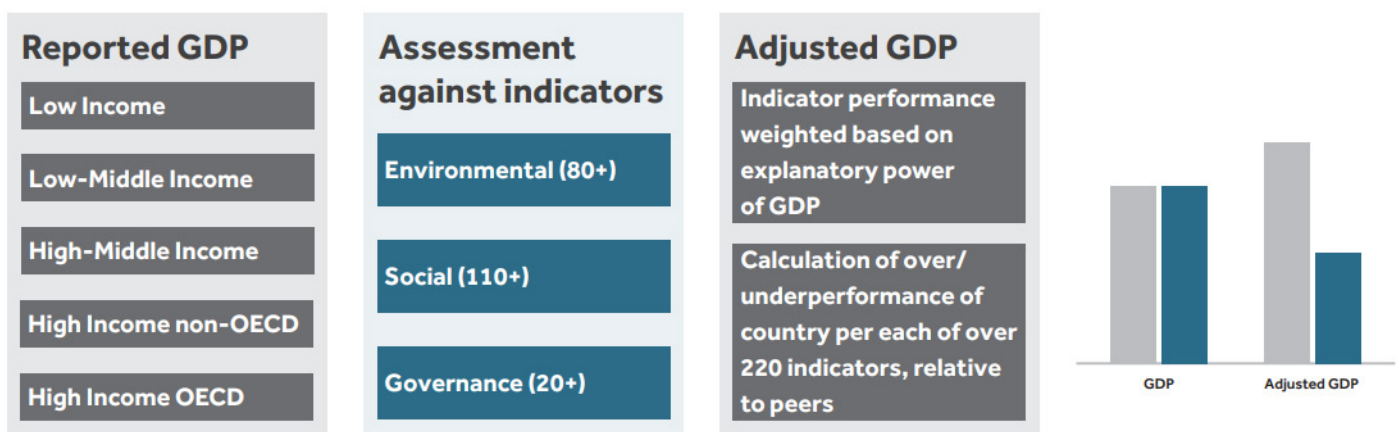 Reported GDP
Low Income
Low-Middle Income
High-Middle Income
High Income non-OECD
High Income OECD
Assessment
against indicators
Environmental (80+)
Social (110+)
Governance (20+)
Adjusted GDP
Indicator performance
weighted based on
explanatory power
of GDP
Calculation of over/
underperformance of
country per each of over
220 indicators, relative
to peers
GDP
Adjusted GDP